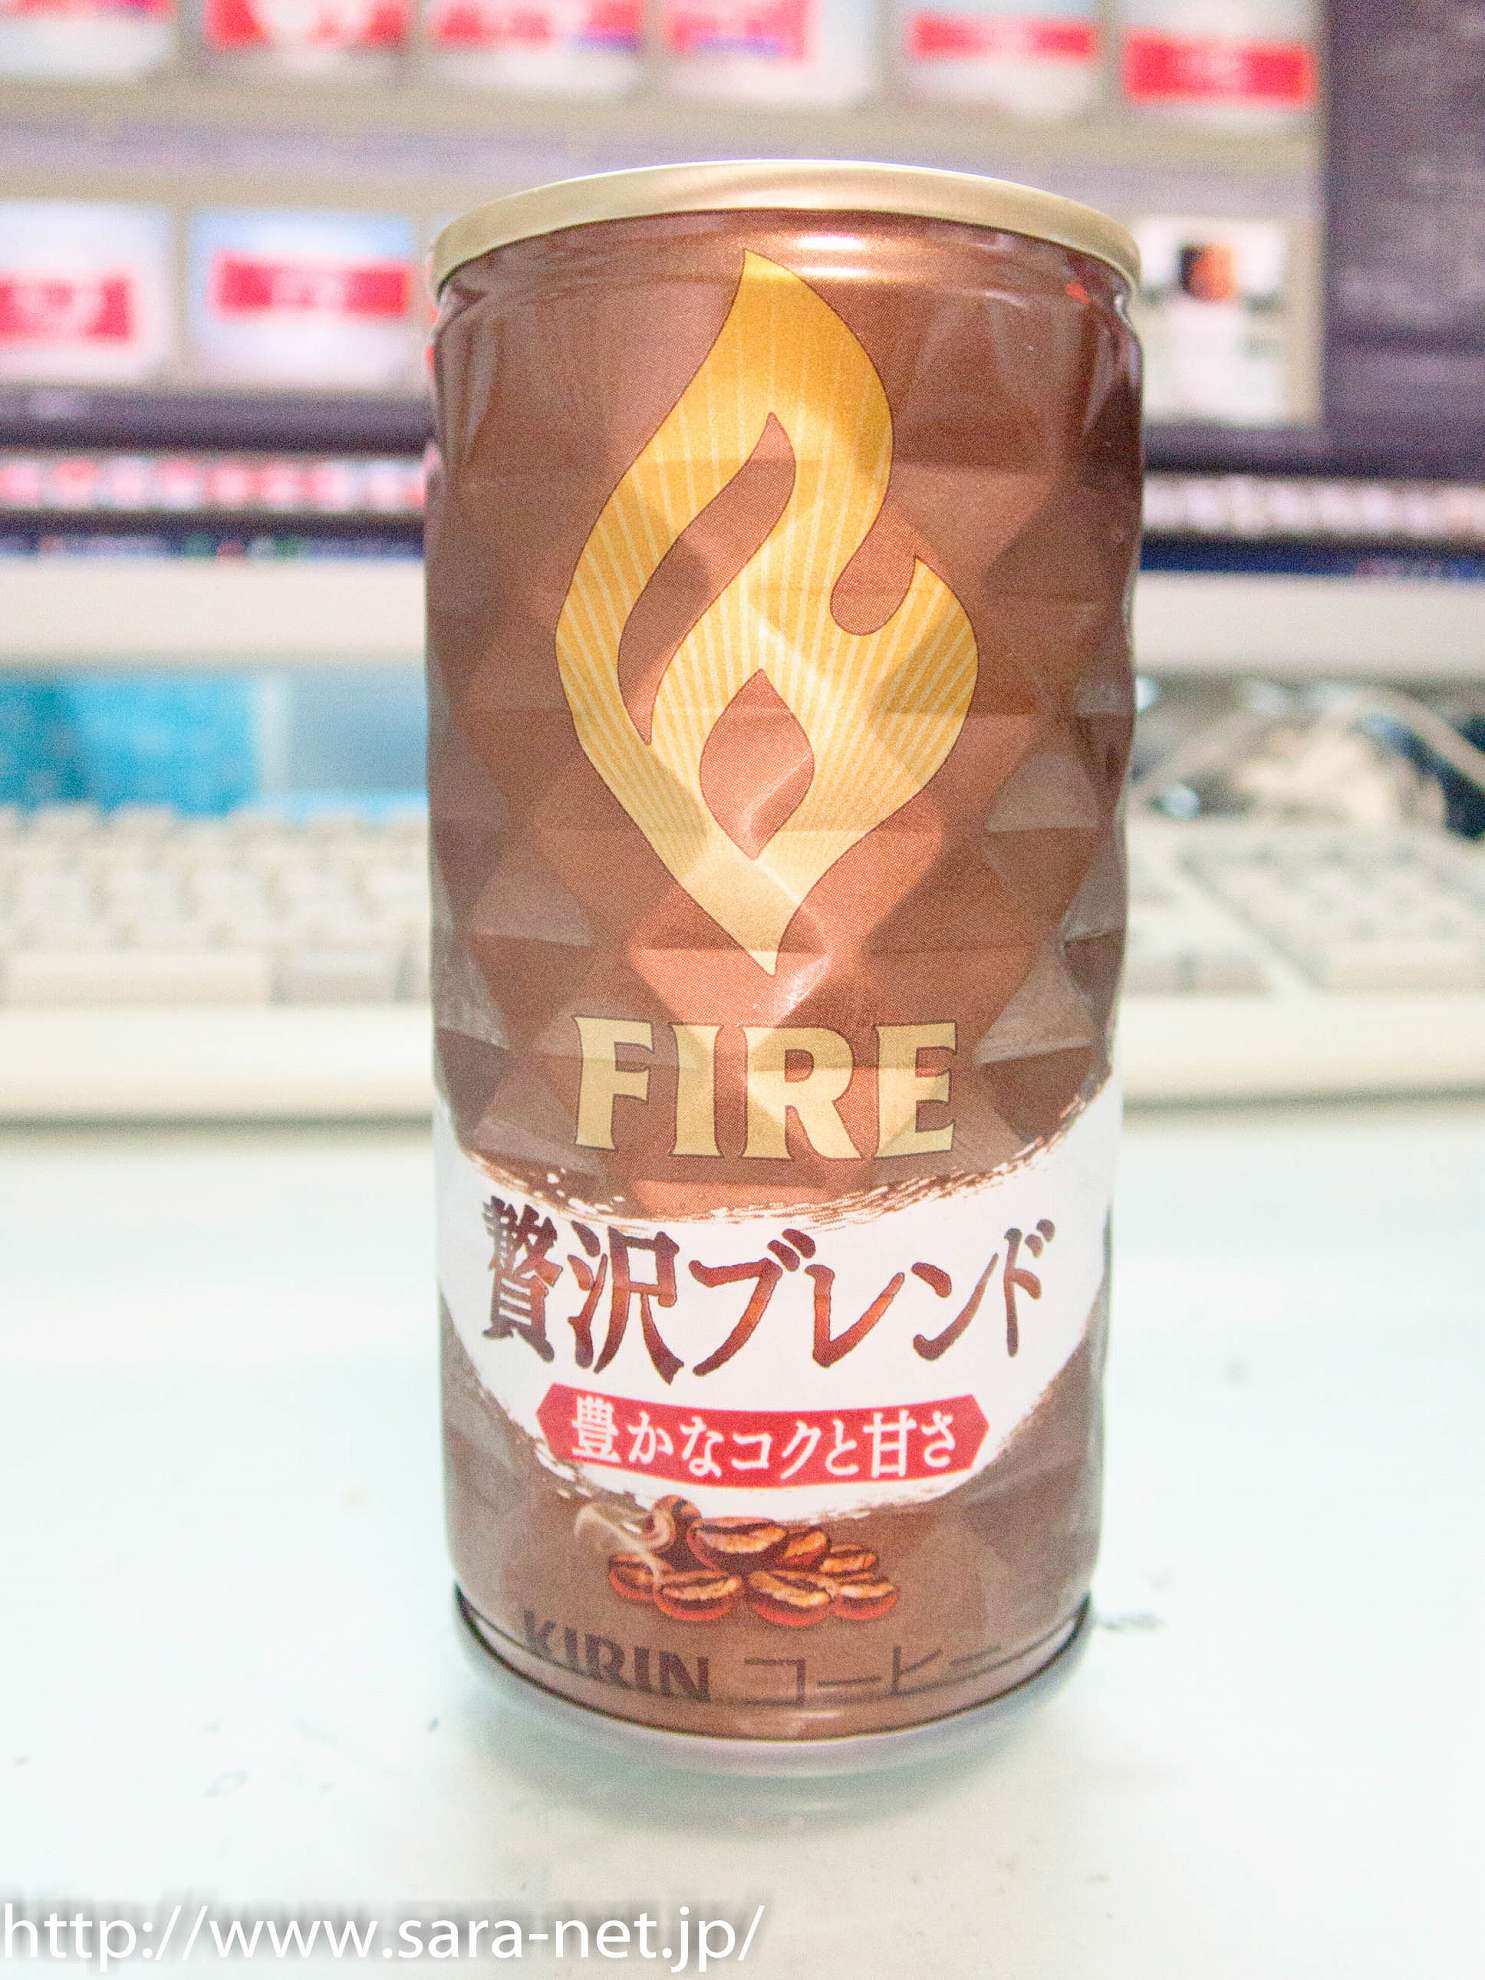 FIRE
贅沢ブレンド
豊かなコクと甘さ
KIRIN コーヒー
http://www.sara-net.jp/